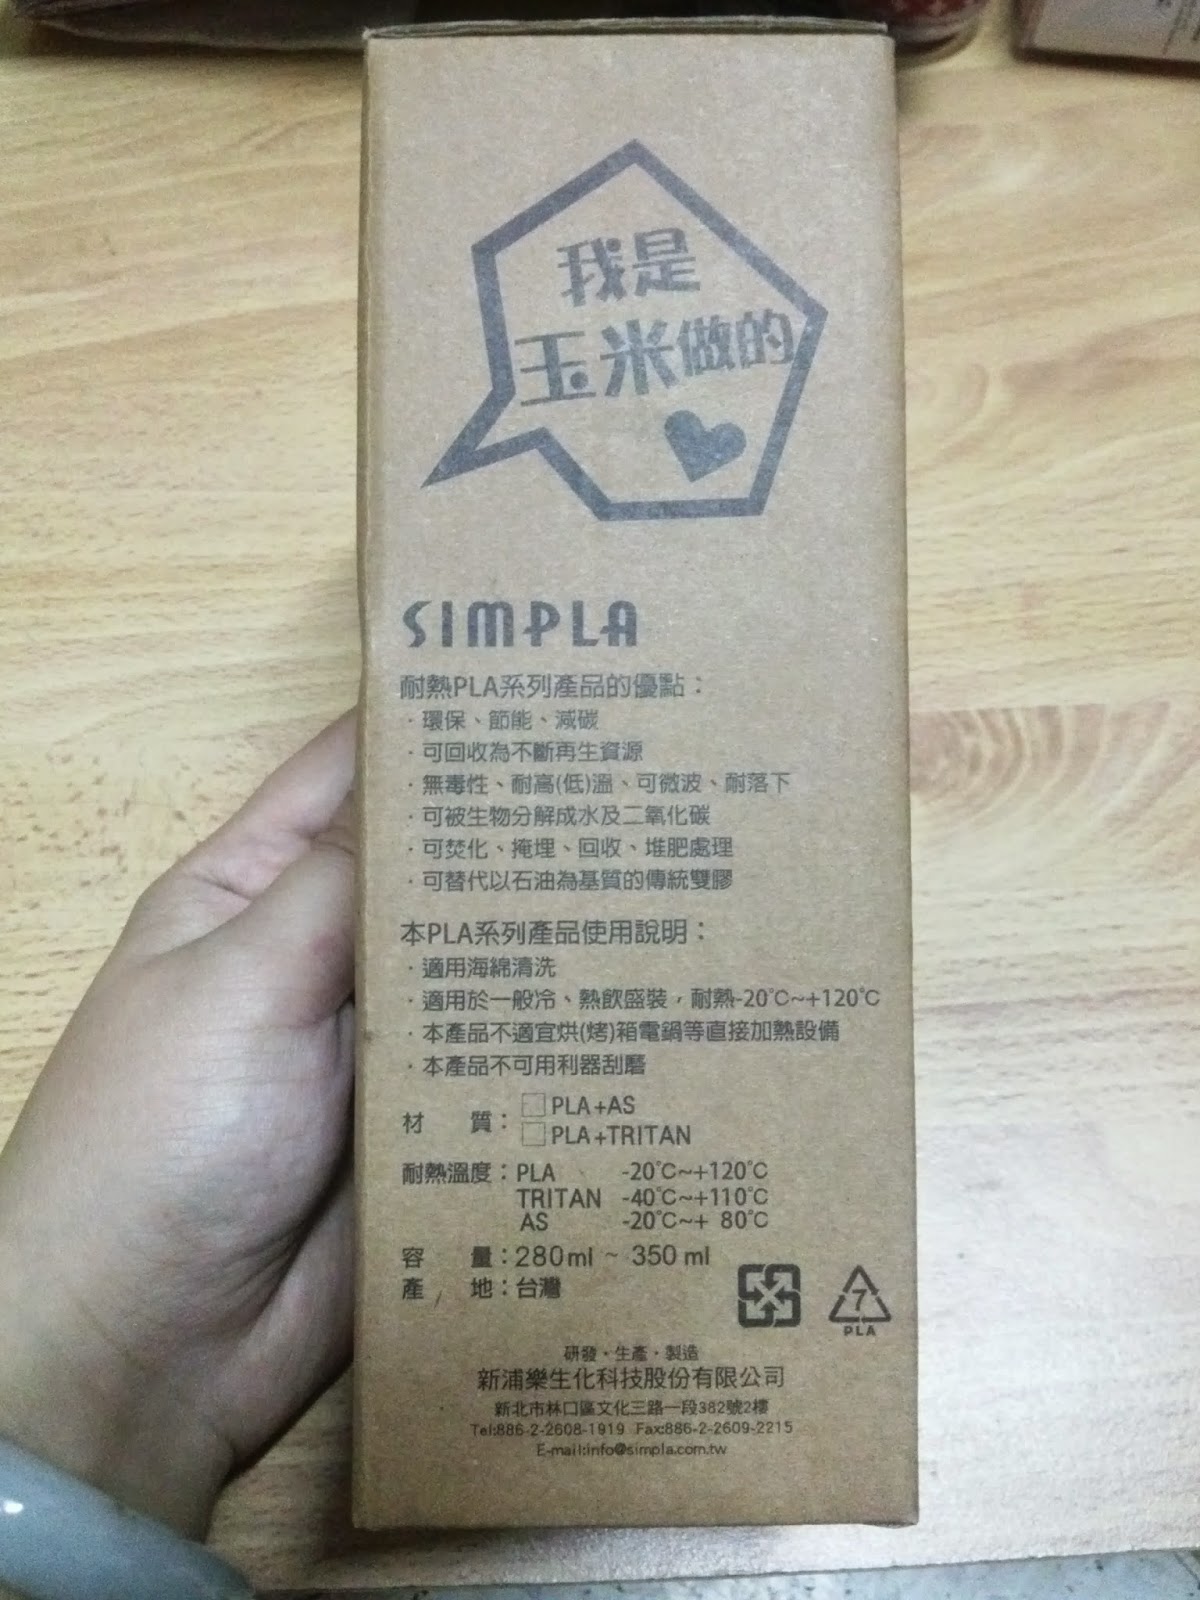 我是
玉米做的
SIMPLA
耐熱PLA系列產品的優點：
·環保、節能、減碳
·可回收為不斷再生資源
·無毒性、耐高(低)溫、可微波、耐落下
·可被生物分解成水及二氧化碳
·可焚化、掩埋、回收、堆肥處理
·可替代以石油為基質的傳統雙膠
本PLA系列產品使用說明：
·適用海綿清洗
·適用於一般冷、熱飲盛裝，耐熱-20℃~+120℃
·本產品不適宜烘(烤)箱電鍋等直接加熱設備
·本產品不可用利器刮磨
材 質：□PLA+AS
□PLA+TRITAN
耐熱溫度：PLA -20℃~+120℃
TRITAN -40℃~+110℃
AS -20℃~+ 80℃
容 量：280ml ~ 350 ml
產 地：台灣
7
PLA
研發·生產·製造
新浦樂生化科技股份有限公司
新北市林口區文化三路一段382號2樓
Tel:886-2-2608-1919 Fax:886-2-2609-2215
E-mail:info@simpla.com.tw